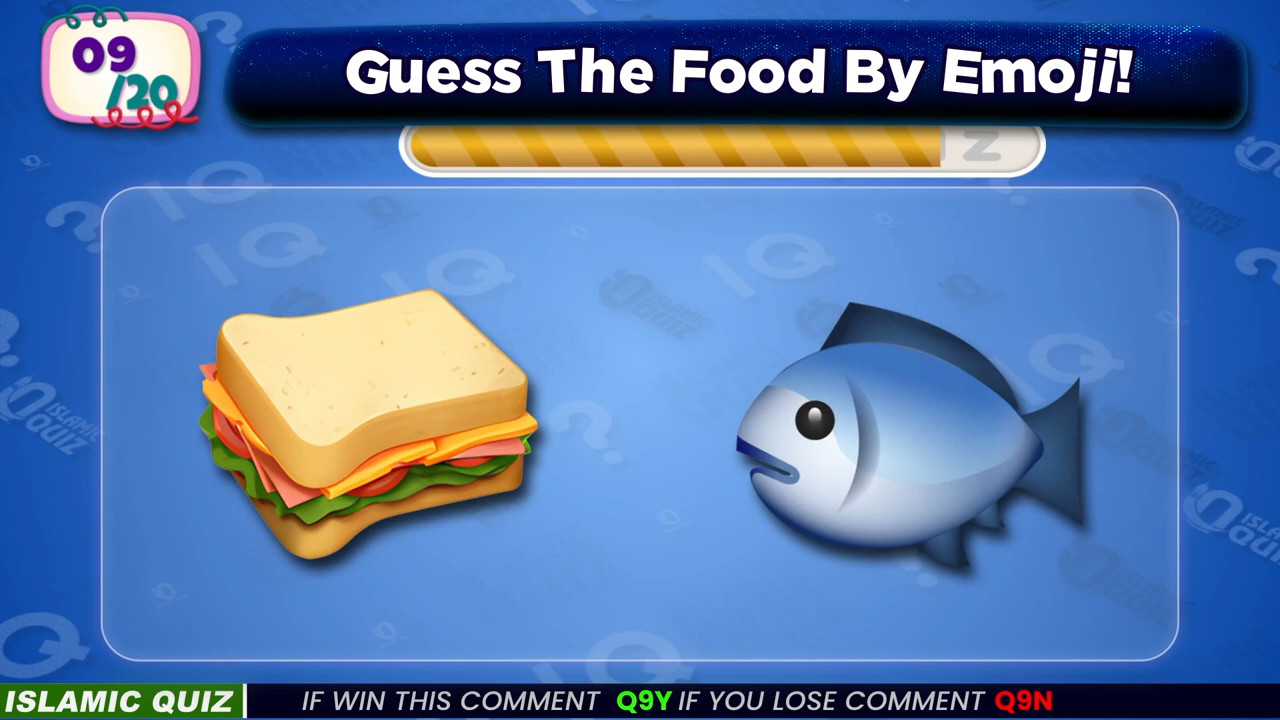 09
/20
Guess The Food By Emoji!
ISLAMIC QUIZ
IF WIN THIS COMMENT Q9Y IF YOU LOSE COMMENT Q9N